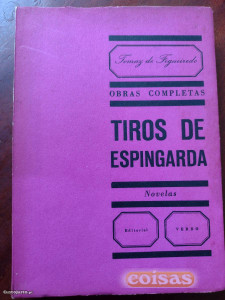 Tomaz de Figueiredo
OBRAS COMPLETAS
TIROS DE
ESPINGARDA
Novelas
Editorial VERBO
coisas